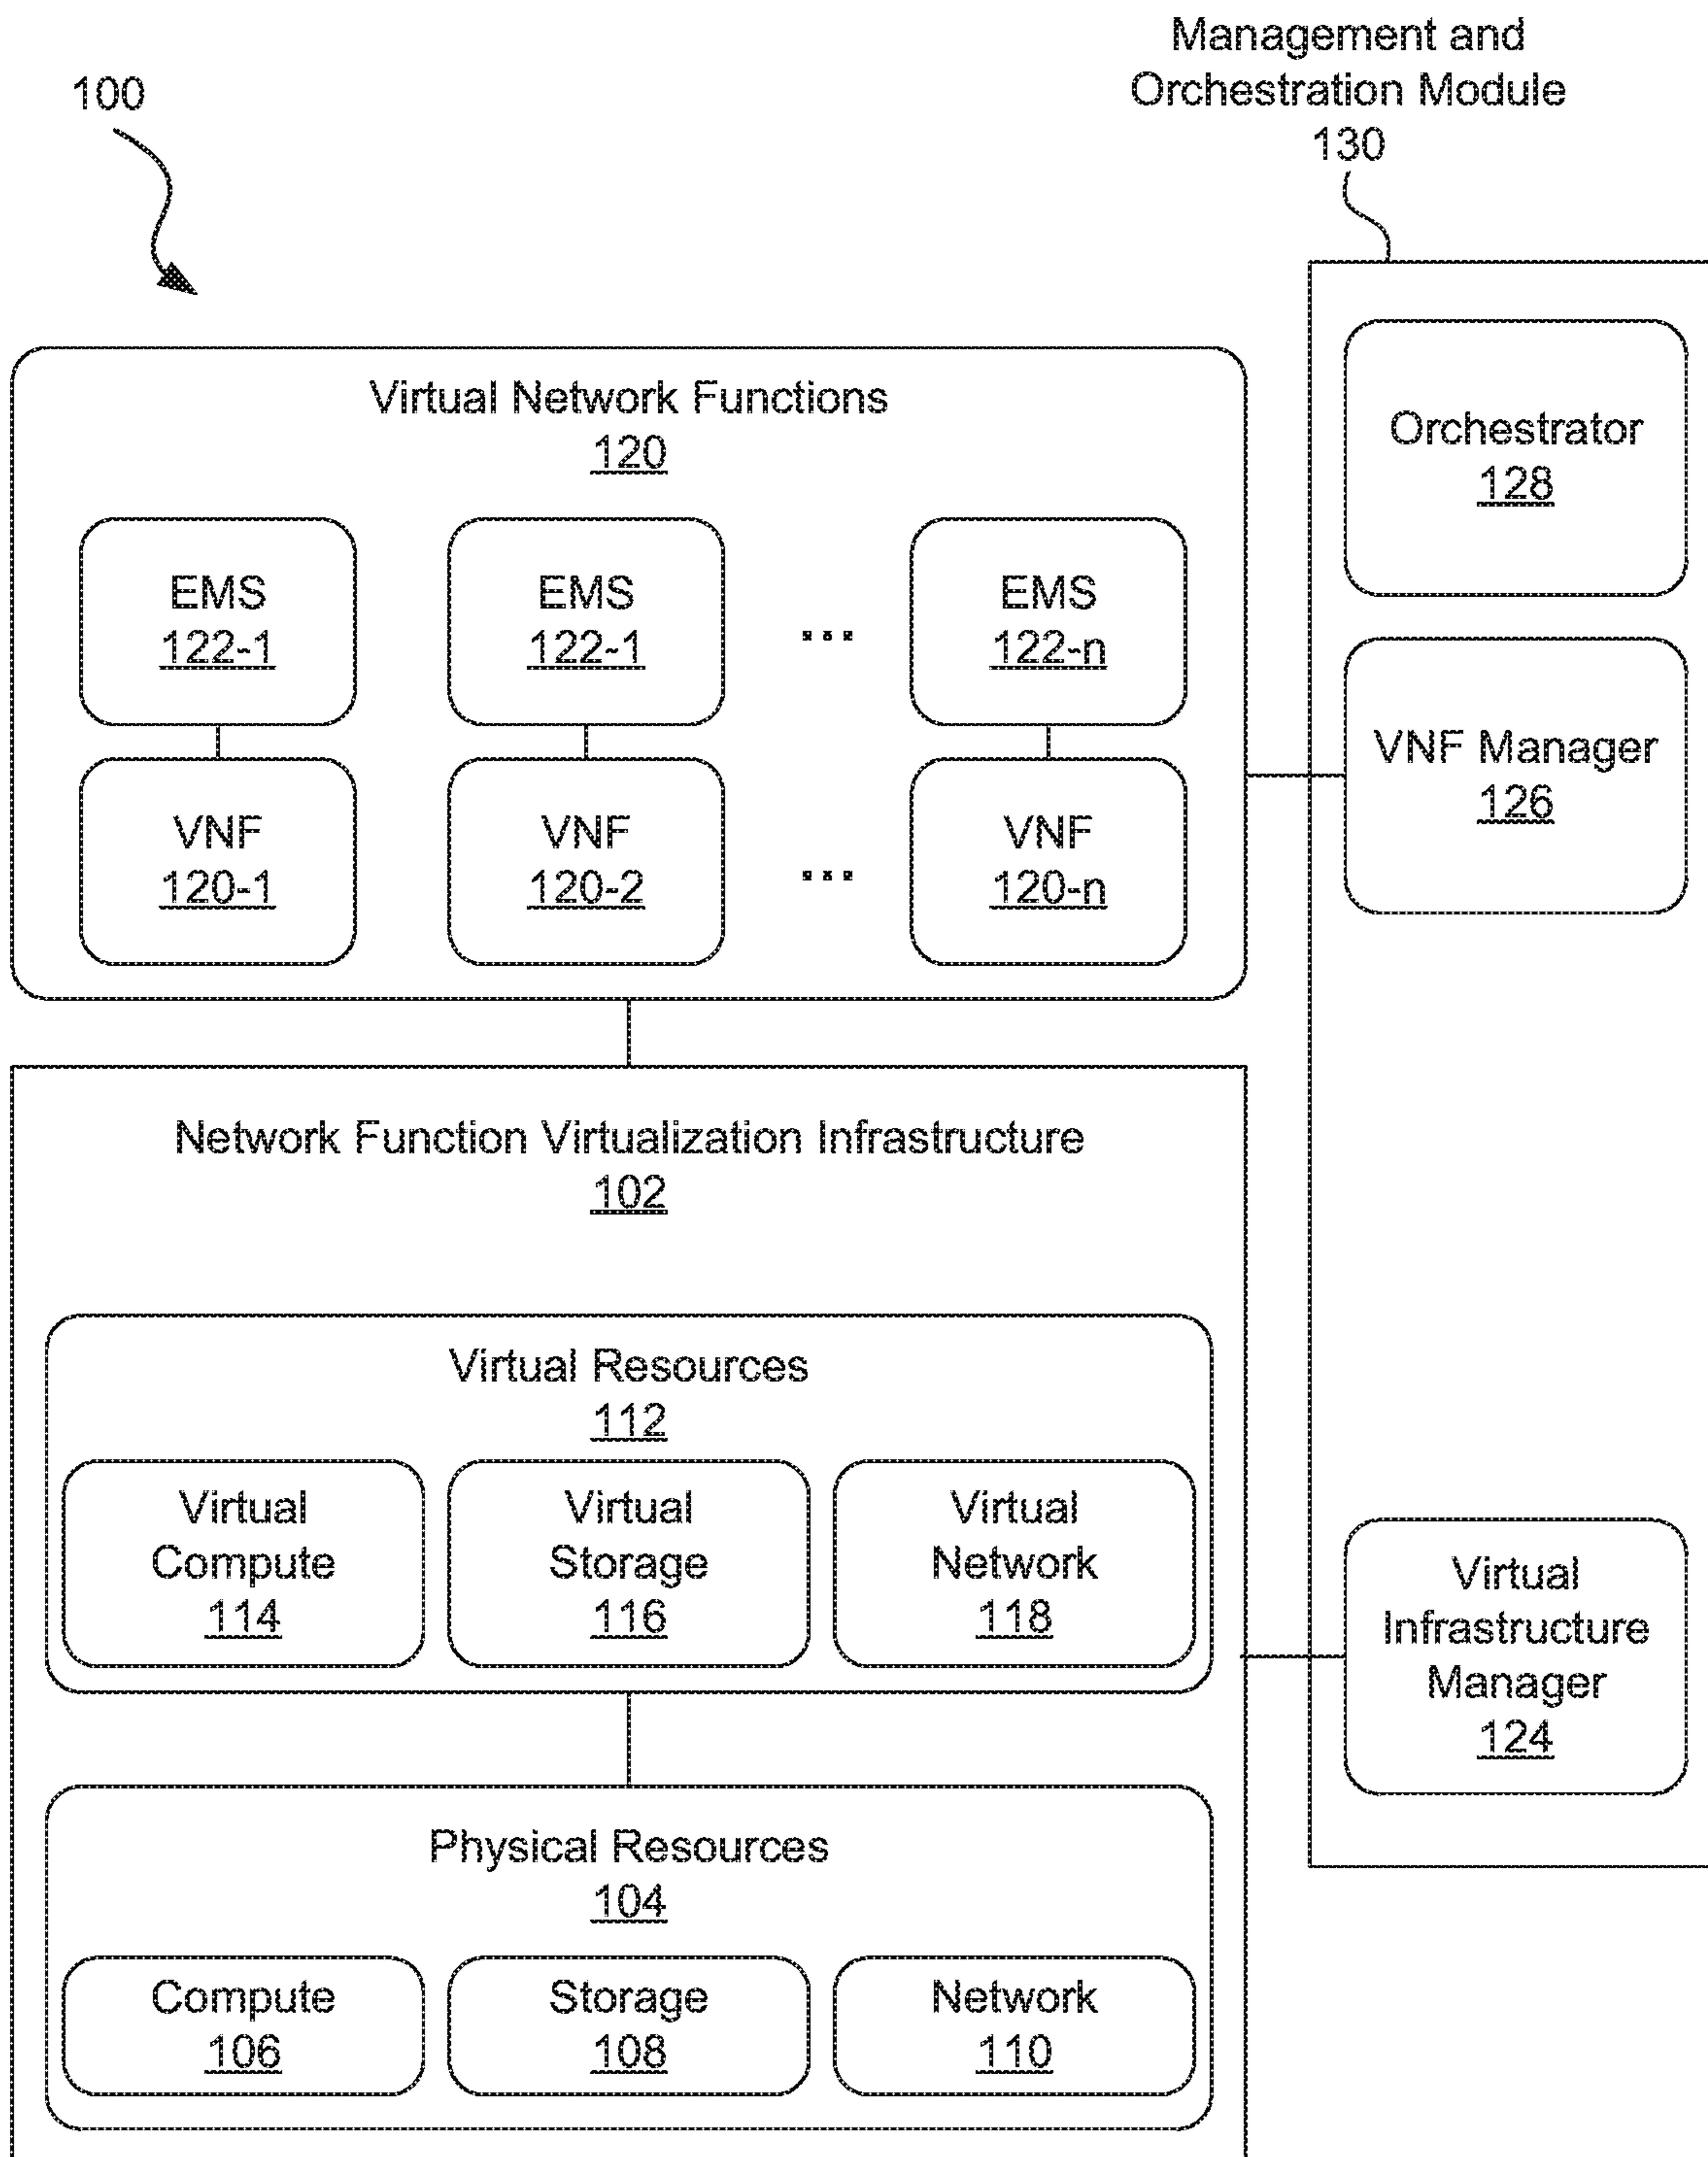 Management and
Orchestration Module
130
100
Virtual Network Functions
120
EMS
122-1
EMS
122-1
...
EMS
122-n
VNF
120-1
VNF
120-2
...
VNF
120-n
Orchestrator
128
VNF Manager
126
Network Function Virtualization Infrastructure
102
Virtual Resources
112
Virtual
Compute
114
Virtual
Storage
116
Virtual
Network
118
Virtual
Infrastructure
Manager
124
Physical Resources
104
Compute
106
Storage
108
Network
110